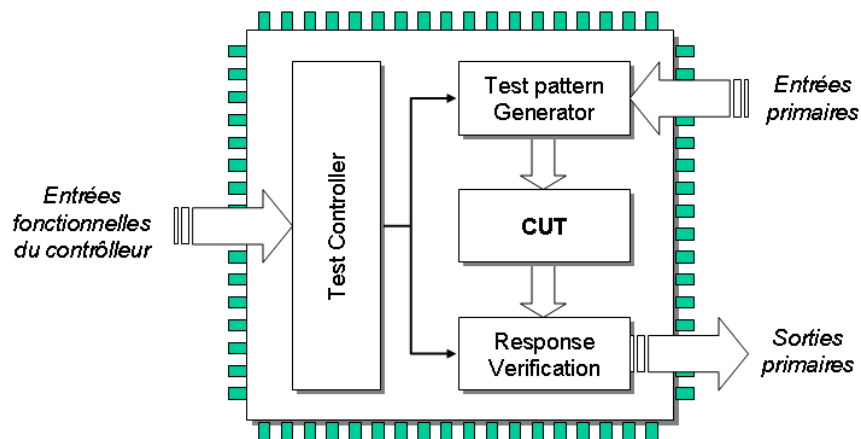 Test pattern
Generator
Entrées
primaires
Entrées
fonctionnelles
du contrôlleur
Test Controller
CUT
Response
Verification
Sorties
primaires